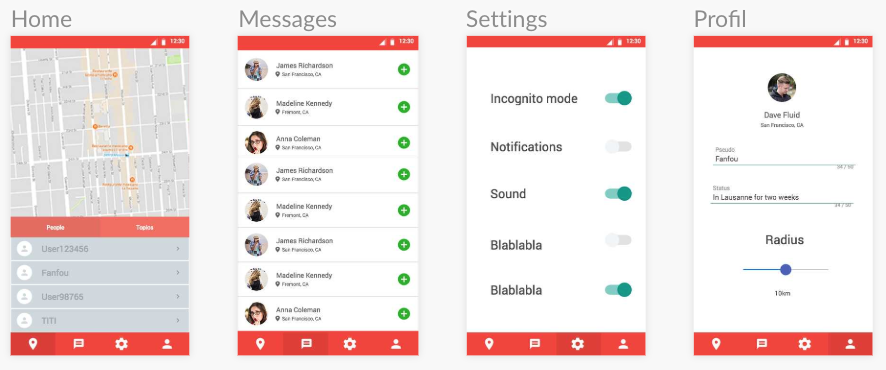 Home
12:30
People Topics
User123456
Fanfou
User98765
TITI
Messages
12:30
James Richardson
San Francisco, CA
Madeline Kennedy
Fremont, CA
Anna Coleman
San Francisco, CA
James Richardson
San Francisco, CA
Madeline Kennedy
Fremont, CA
James Richardson
San Francisco, CA
Madeline Kennedy
Fremont, CA
Anna Coleman
San Francisco, CA
Settings
12:30
Incognito mode
Notifications
Sound
Blablabla
Blablabla
Profil
12:30
Dave Fluid
San Francisco, CA
Pseudo
Fanfou
34 / 50
Status
In Lausanne for two weeks
34 / 50
Radius
10km